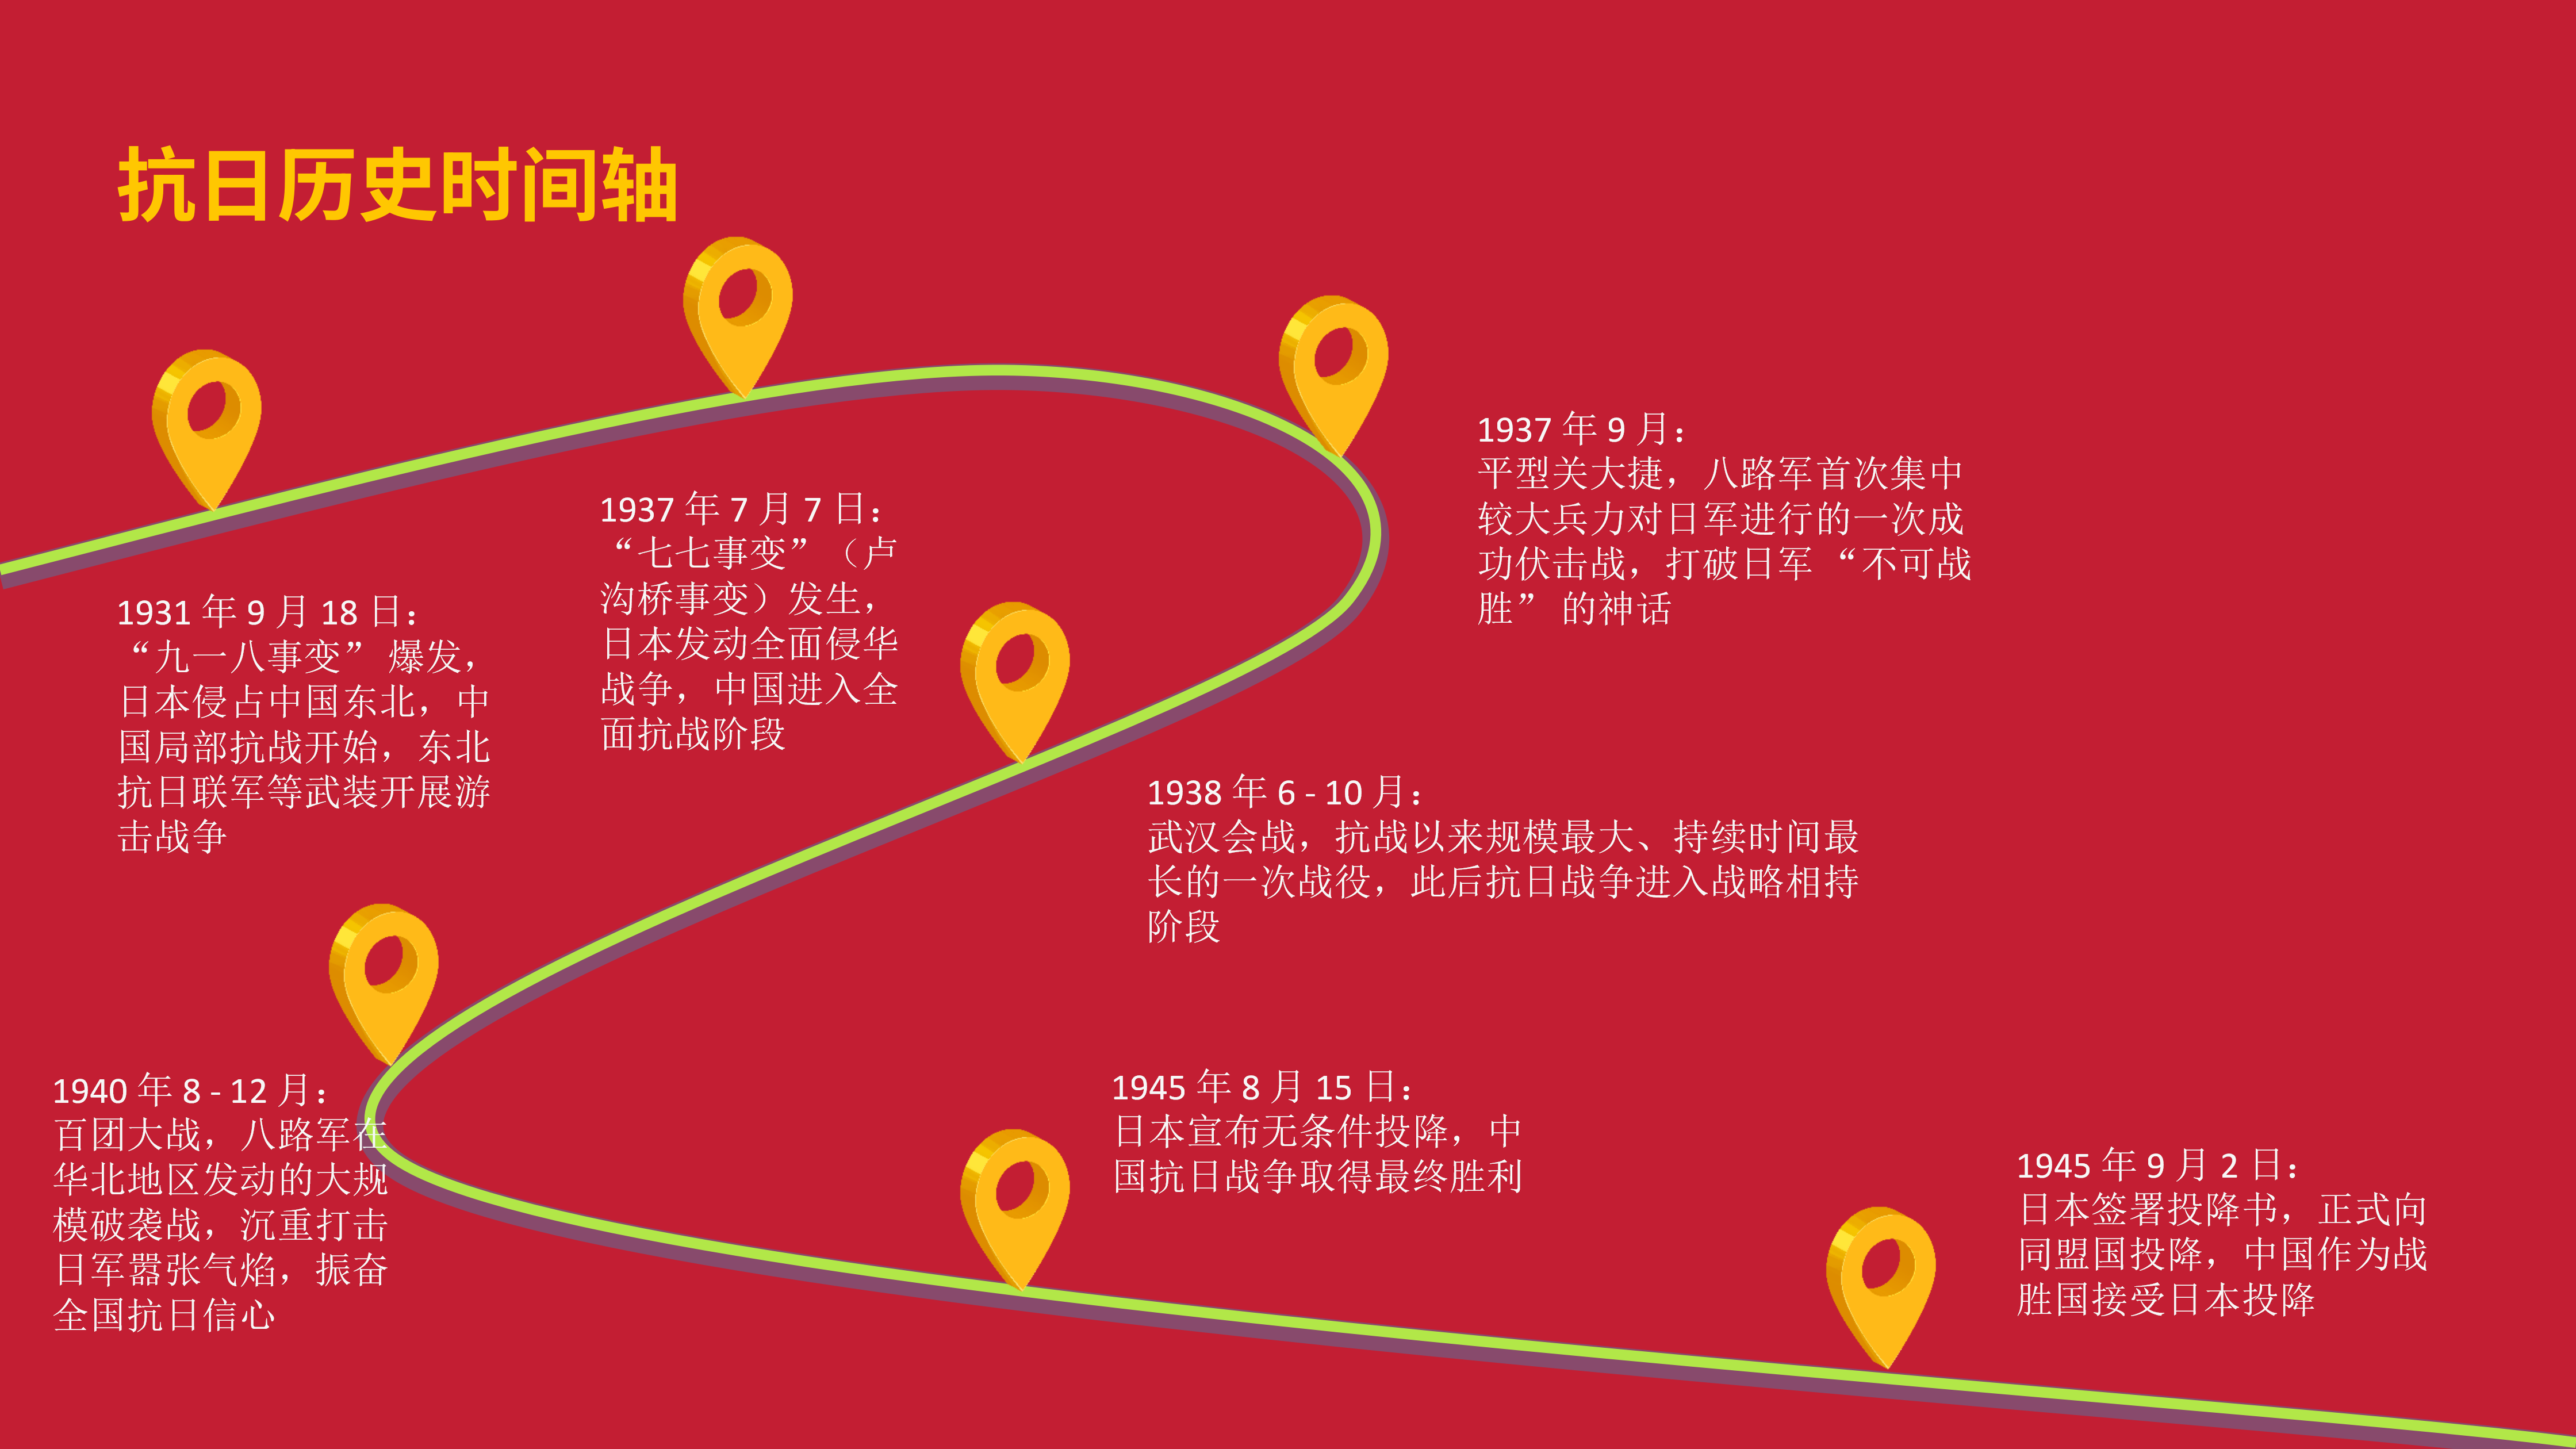 抗日历史时间轴
1931 年 9 月 18 日：
“九一八事变” 爆发，
日本侵占中国东北，中
国局部抗战开始，东北
抗日联军等武装开展游
击战争
1937 年 7 月 7 日：
“七七事变”（卢
沟桥事变）发生，
日本发动全面侵华
战争，中国进入全
面抗战阶段
1937 年 9 月：
平型关大捷，八路军首次集中
较大兵力对日军进行的一次成
功伏击战，打破日军 “不可战
胜” 的神话
1938 年 6 - 10 月：
武汉会战，抗战以来规模最大、持续时间最
长的一次战役，此后抗日战争进入战略相持
阶段
1940 年 8 - 12 月：
百团大战，八路军在
华北地区发动的大规
模破袭战，沉重打击
日军嚣张气焰，振奋
全国抗日信心
1945 年 8 月 15 日：
日本宣布无条件投降，中
国抗日战争取得最终胜利
1945 年 9 月 2 日：
日本签署投降书，正式向
同盟国投降，中国作为战
胜国接受日本投降